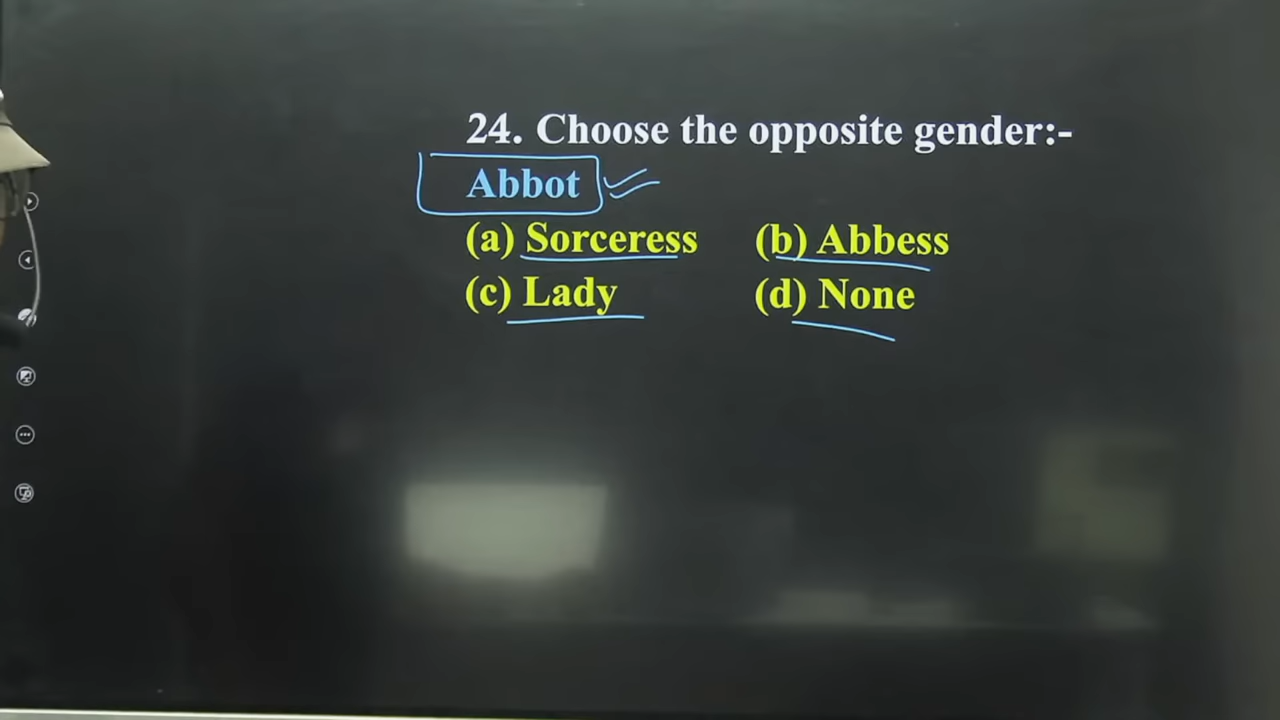 24. Choose the opposite gender:-
Abbot
(a) Sorceress (b) Abbess
(c) Lady (d) None